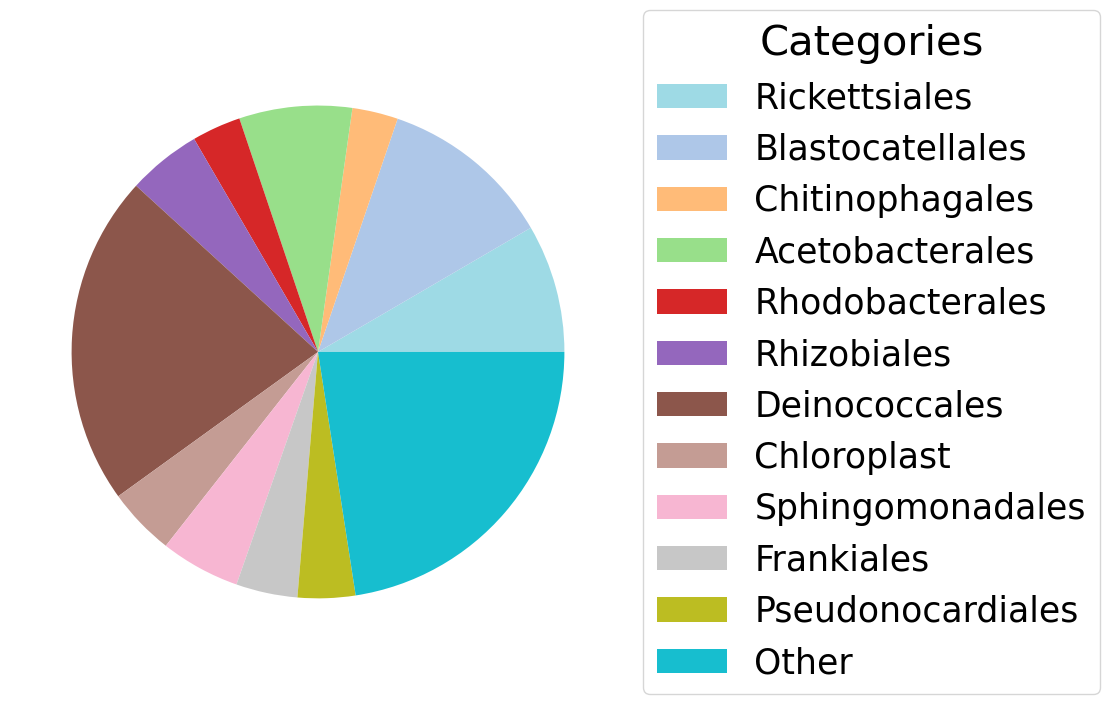 Categories
Rickettsiales
Blastocatellales
Chitinophagales
Acetobacterales
Rhodobacterales
Rhizobiales
Deinococcales
Chloroplast
Sphingomonadales
Frankiales
Pseudonocardiales
Other